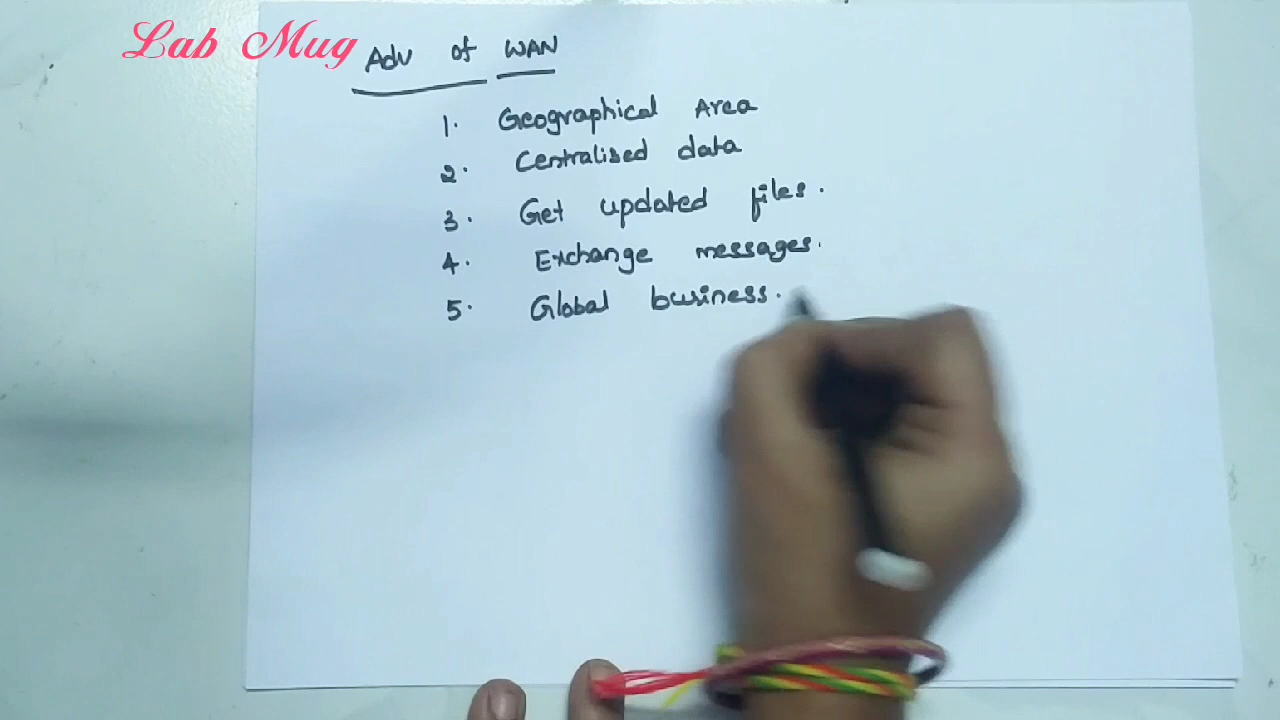 Lab Mug
Adv of WAN
1. Geographical Area
2. Centralised data
3. Get updated files.
4. Exchange messages.
5. Global business.